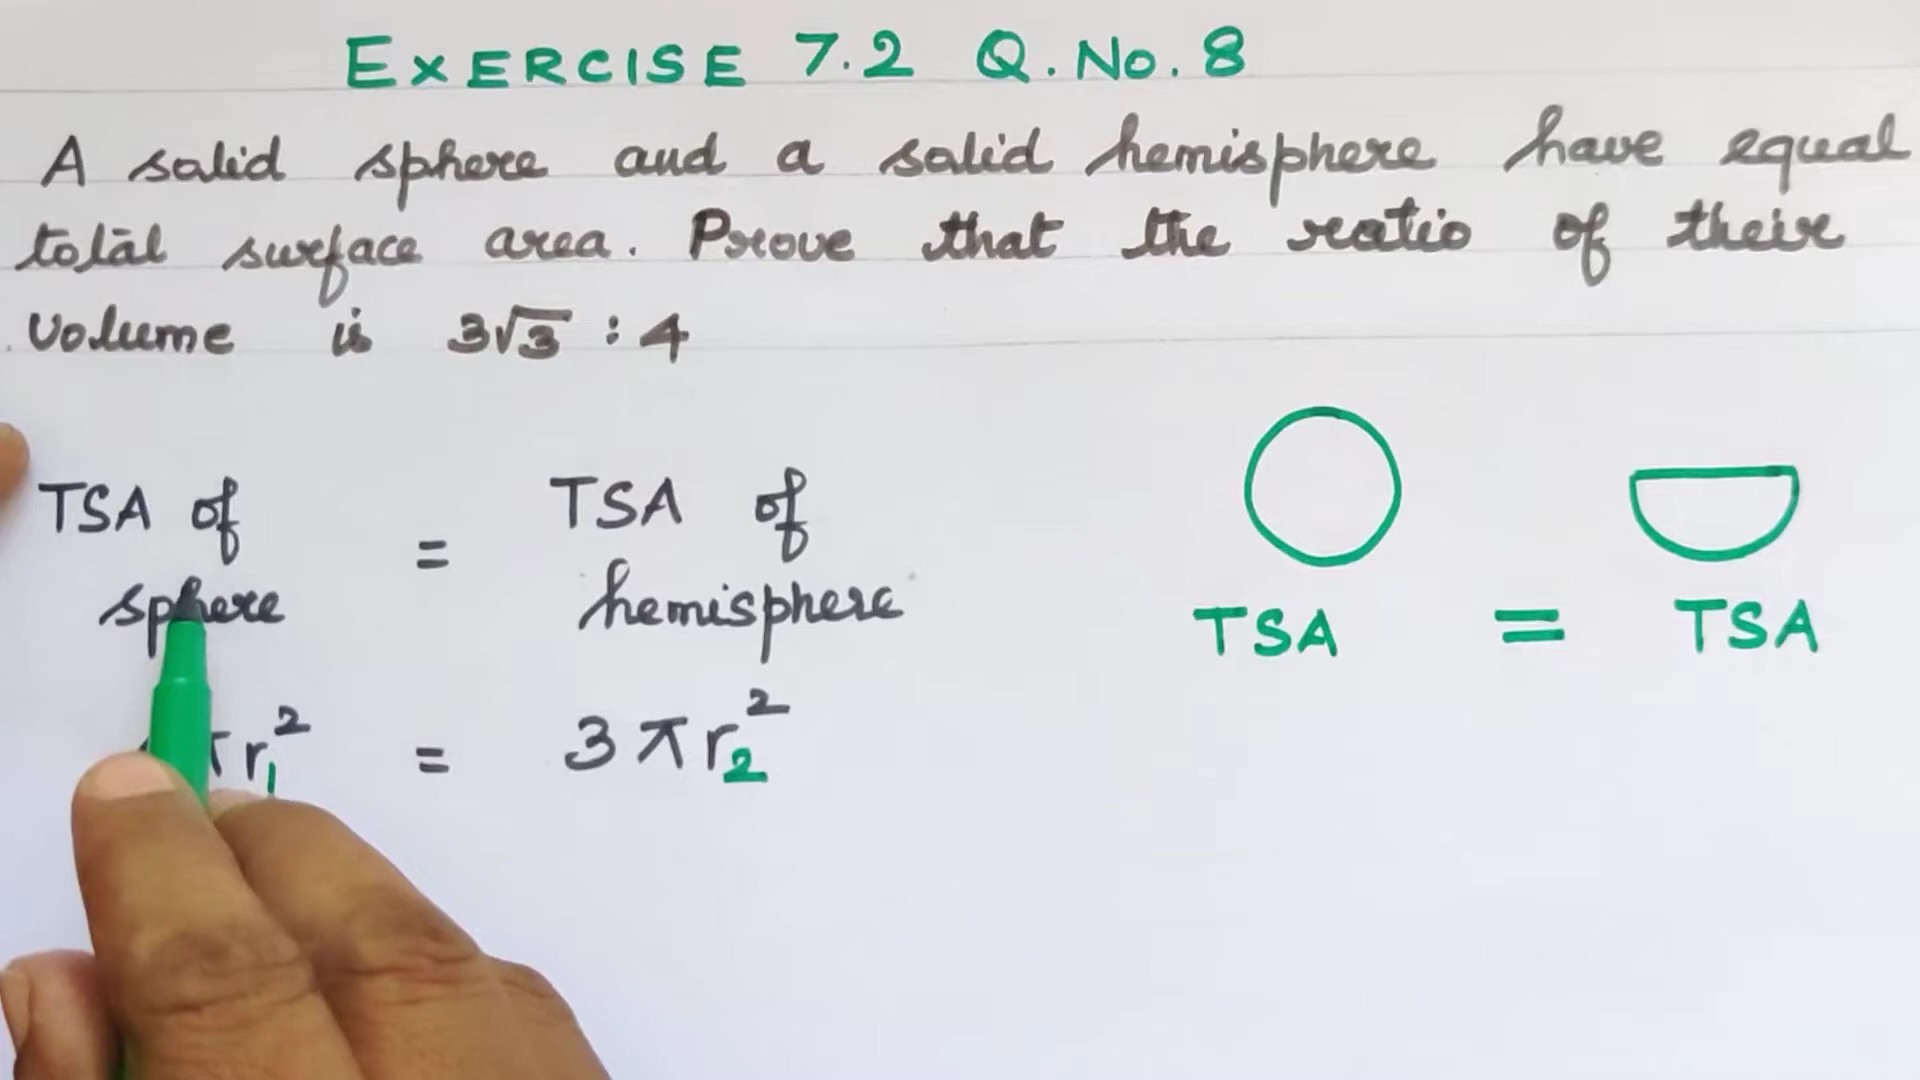 EXERCISE 7.2 Q. No. 8
A solid sphere and a solid hemisphere have equal
total surface area. Prove that the ratio of their
volume is 3√3 : 4
TSA of = TSA of
sphere hemisphere
πr₁² = 3πr₂²
TSA = TSA